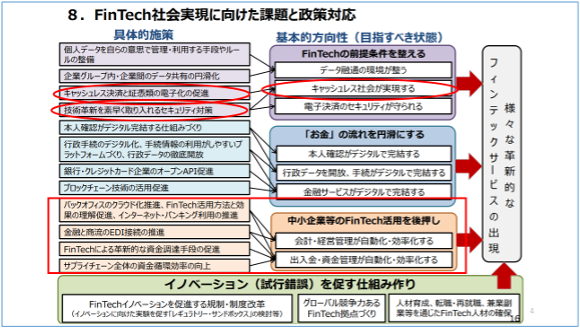 ８．FinTech社会実現に向けた課題と政策対応
具体的施策
基本的方向性（目指すべき状態）
個人データを自らの意思で管理・利用する手段やルール
の整備
企業グループ内・企業間のデータ共有の円滑化
キャッシュレス決済と証憑類の電子化の促進
技術革新を素早く取り入れるセキュリティ対策
本人確認がデジタル完結する仕組みづくり
行政手続のデジタル化、手続情報の利用がしやすいプ
ラットフォームづくり、行政データの徹底開放
銀行・クレジットカード企業のオープンAPI促進
ブロックチェーン技術の活用促進
バックオフィスのクラウド化推進、FinTech活用方法と効
果の理解促進、インターネット・バンキング利用の推進
金融と商流のEDI接続の推進
FinTechによる革新的な資金調達手段の促進
サプライチェーン全体の資金循環効率の向上
FinTechの前提条件を整える
データ融通の環境が整う
キャッシュレス社会が実現する
電子決済のセキュリティが守られる
「お金」の流れを円滑にする
本人確認がデジタルで完結する
行政データを開放、手続がデジタルで完結する
金融サービスがデジタルで完結する
中小企業等のFinTech活用を後押し
会計・経営管理が自動化・効率化する
出入金・資金管理が自動化・効率化する
様々な革新的な
フィンテックサービスの出現
イノベーション（試行錯誤）を促す仕組み作り
FinTechイノベーションを促進する規制・制度改革
（イノベーションに向けた実験を促す「レギュラトリー・サンドボックス」の検討等）
グローバル競争力ある
FinTech拠点づくり
人材育成、転職・再就職、兼業副
業等を通じたFinTech人材の確保
16
4